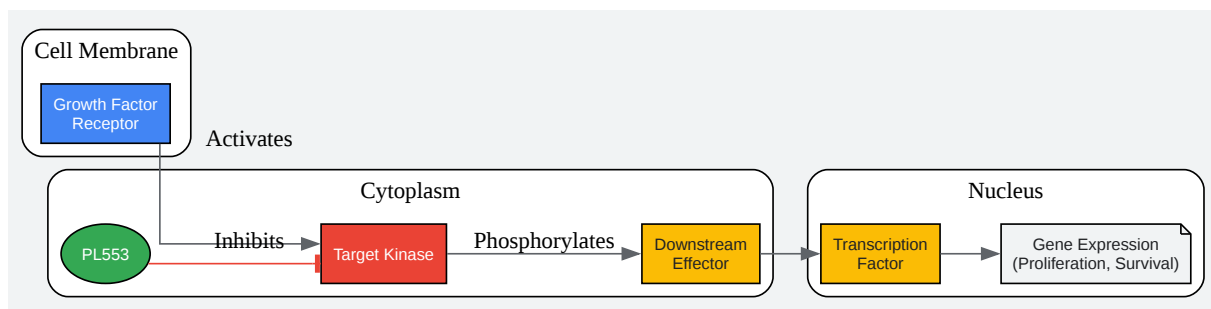 Cell Membrane
Growth Factor
Receptor
Activates
Cytoplasm
PL553
Inhibits
Target Kinase
Phosphorylates
Downstream
Effector
Nucleus
Transcription
Factor
Gene Expression
(Proliferation, Survival)